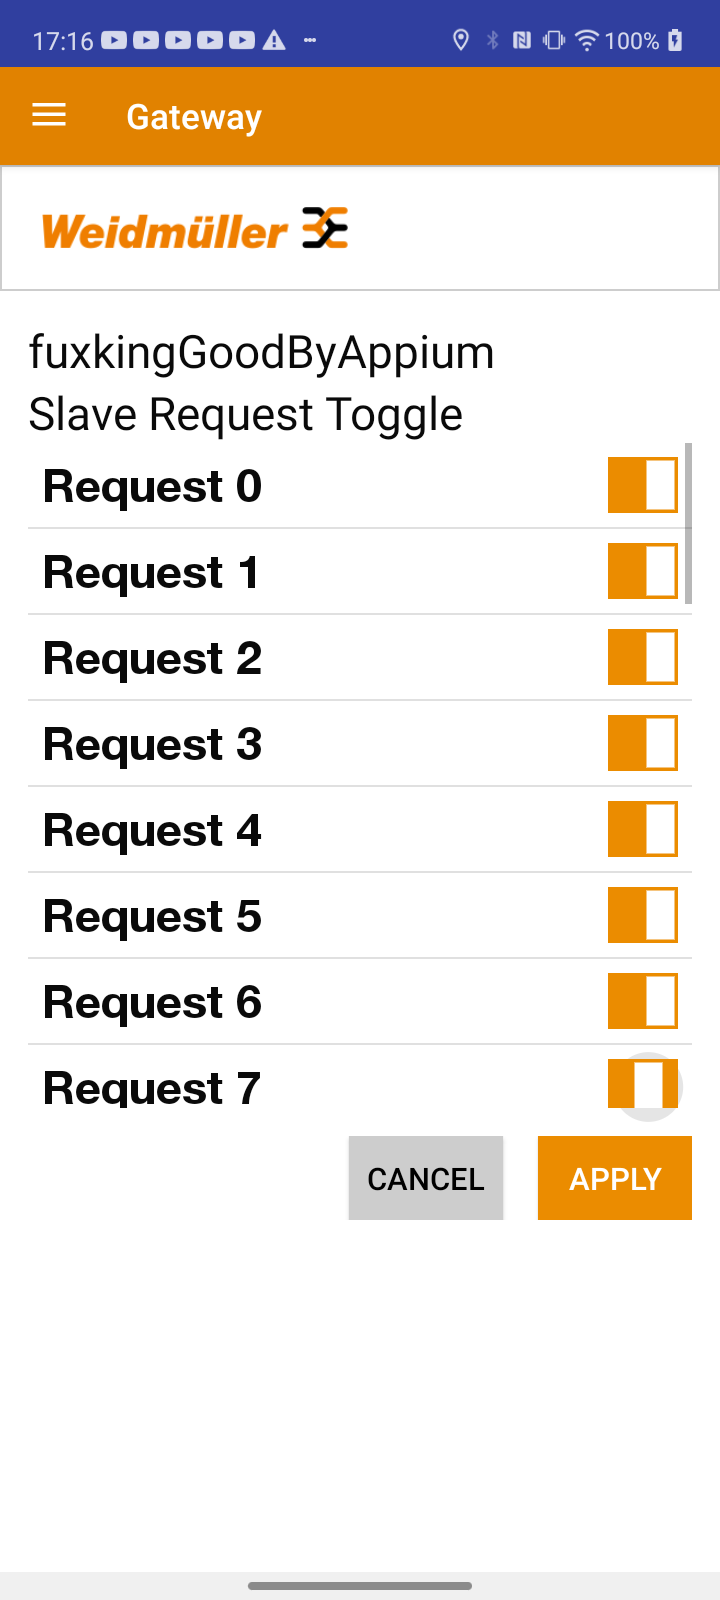 17:16 100%
Gateway
Weidmüller
fuxkingGoodByAppium
Slave Request Toggle
Request 0
Request 1
Request 2
Request 3
Request 4
Request 5
Request 6
Request 7
CANCEL APPLY